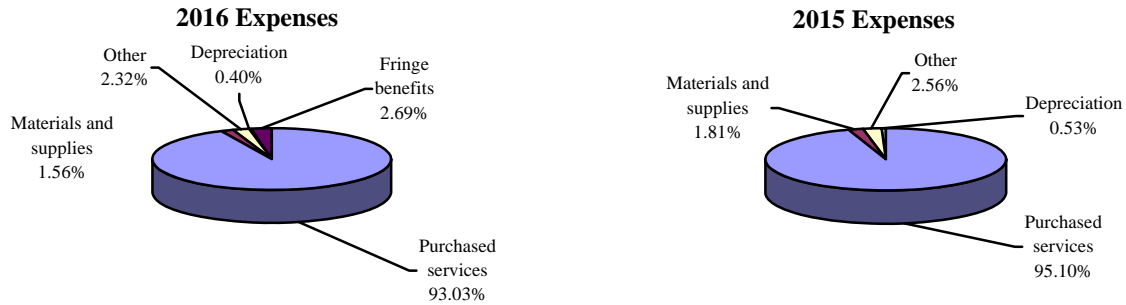 2016 Expenses
Other
2.32%
Depreciation
0.40%
Fringe
benefits
2.69%
Materials and
supplies
1.56%
Purchased
services
93.03%
2015 Expenses
Materials and
supplies
1.81%
Other
2.56%
Depreciation
0.53%
Purchased
services
95.10%